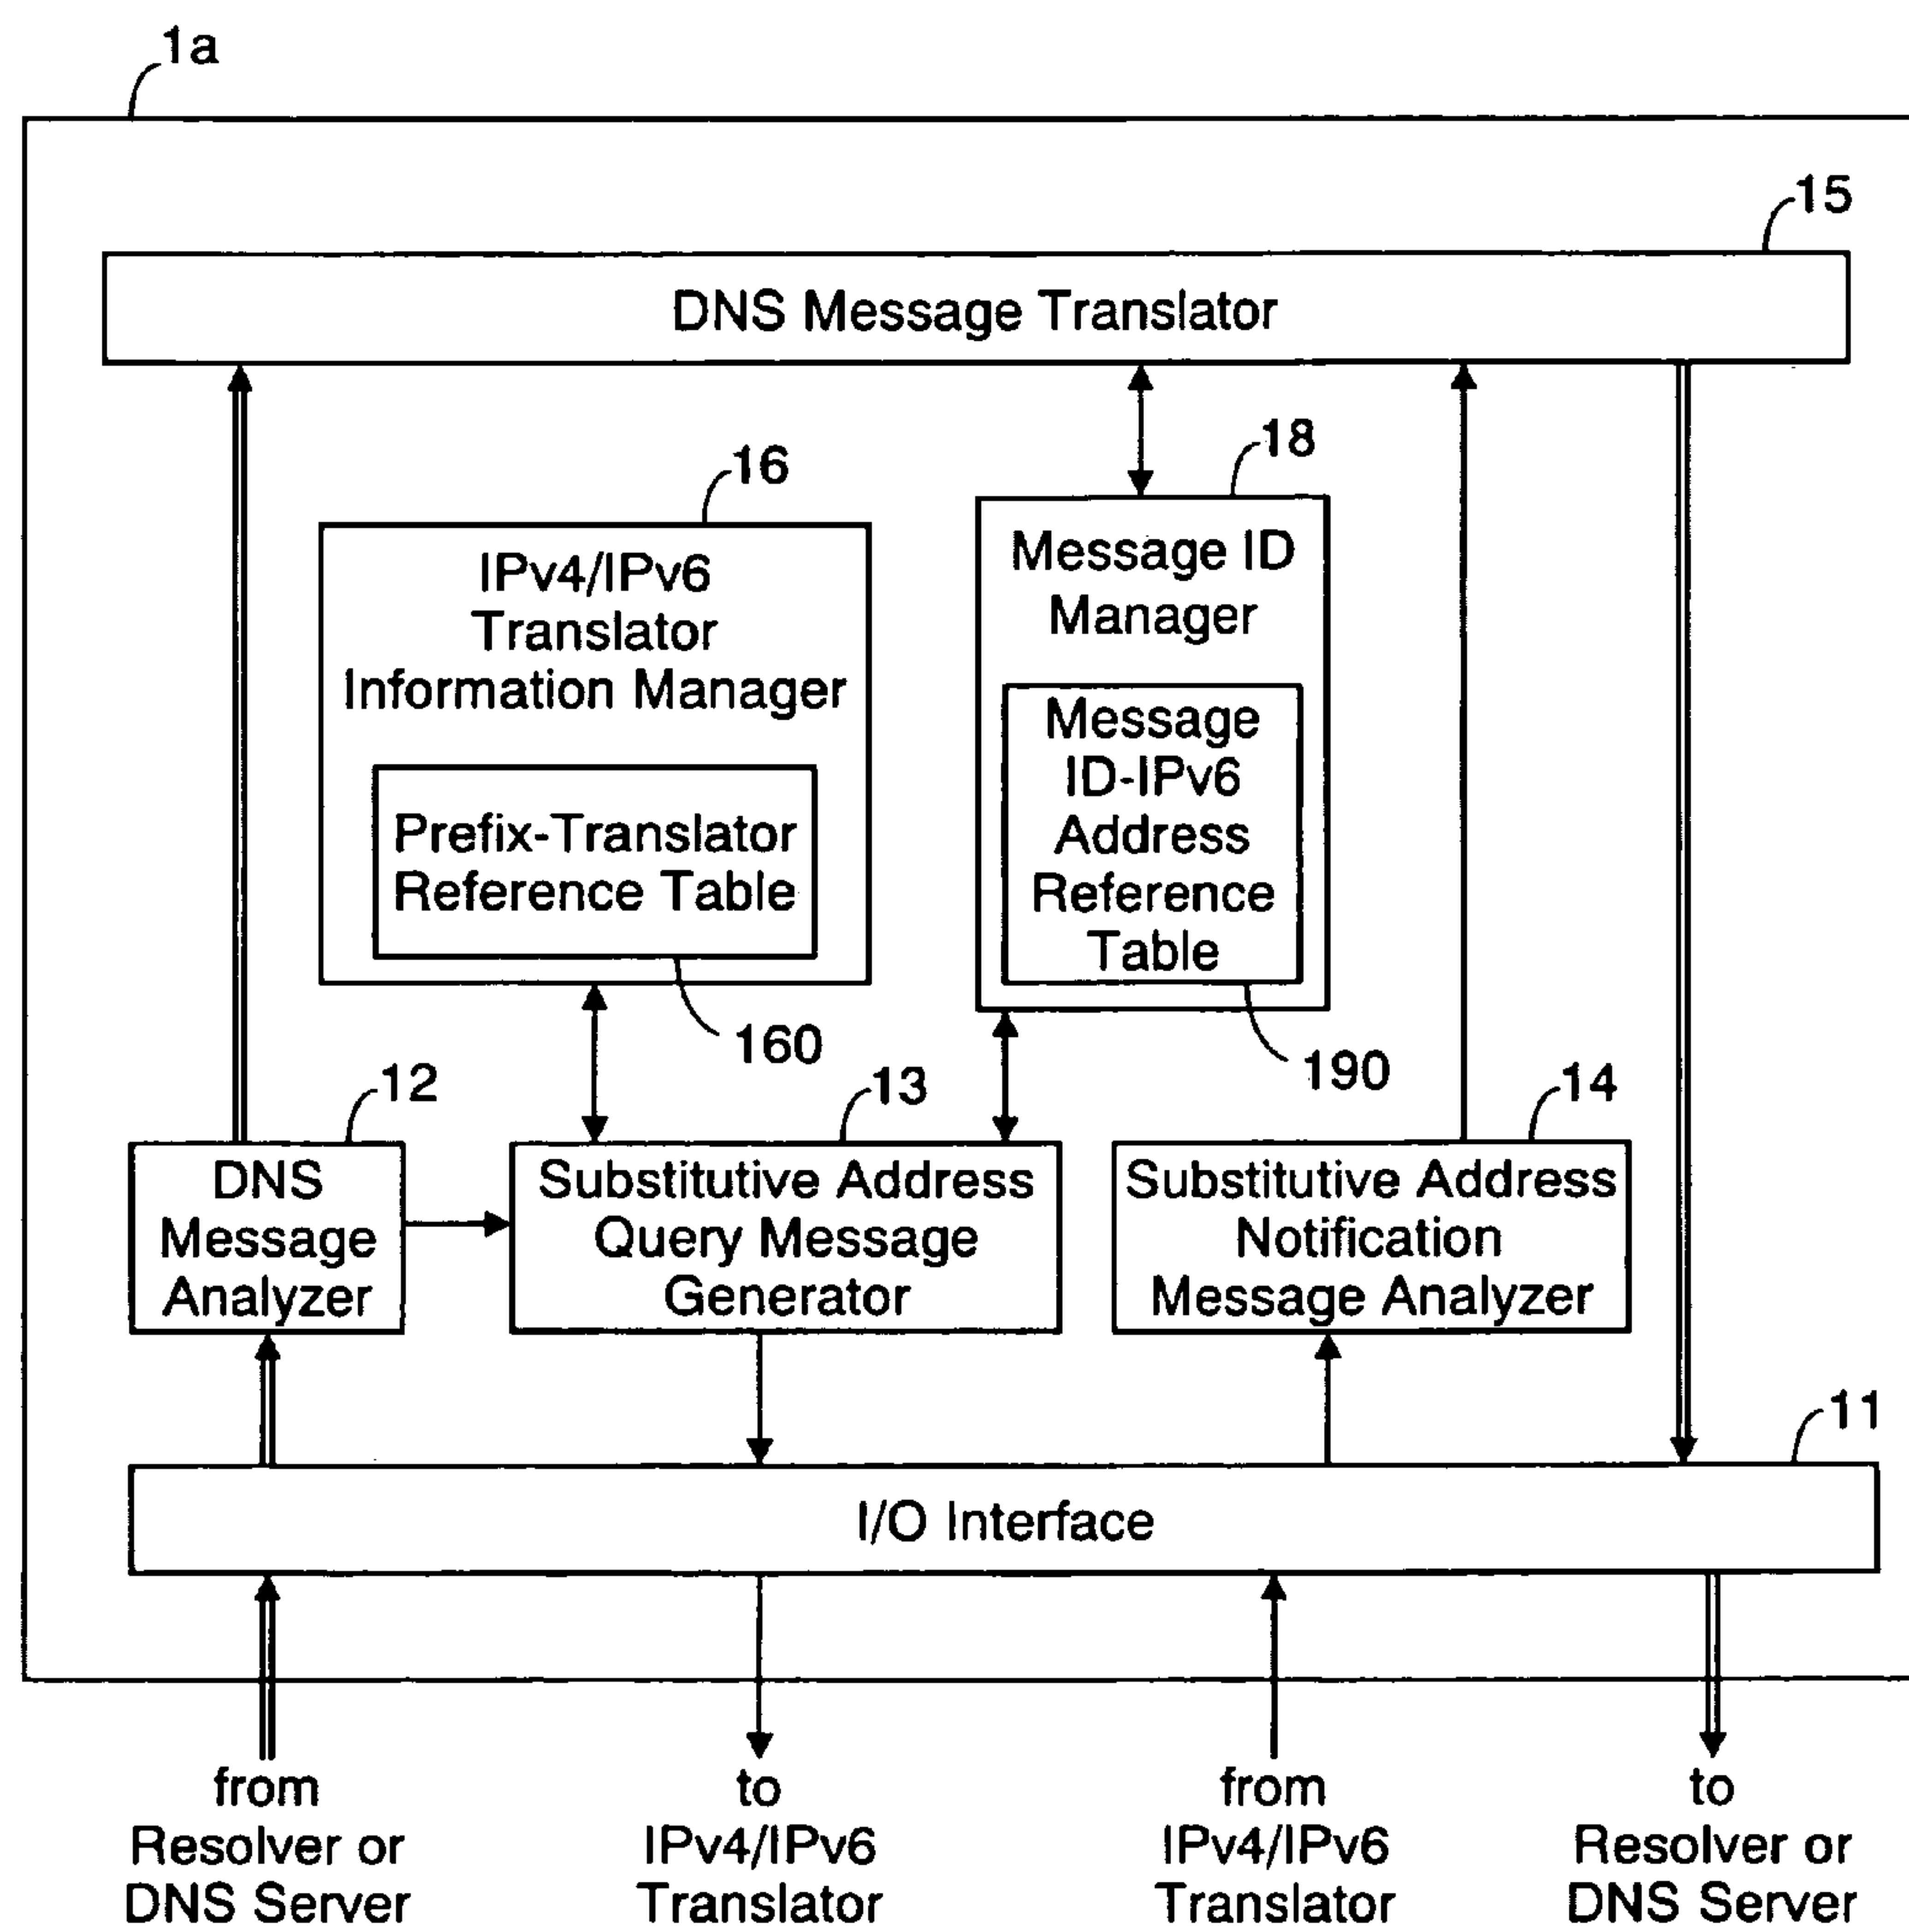 1a
15
DNS Message Translator
16
18
IPv4/IPv6
Translator
Information Manager
Message ID
Manager
Prefix-Translator
Reference Table
Message
ID-IPv6
Address
Reference
Table
160
190
12
13
14
DNS
Message
Analyzer
Substitutive Address
Query Message
Generator
Substitutive Address
Notification
Message Analyzer
11
I/O Interface
from
Resolver or
DNS Server
to
IPv4/IPv6
Translator
from
IPv4/IPv6
Translator
to
Resolver or
DNS Server